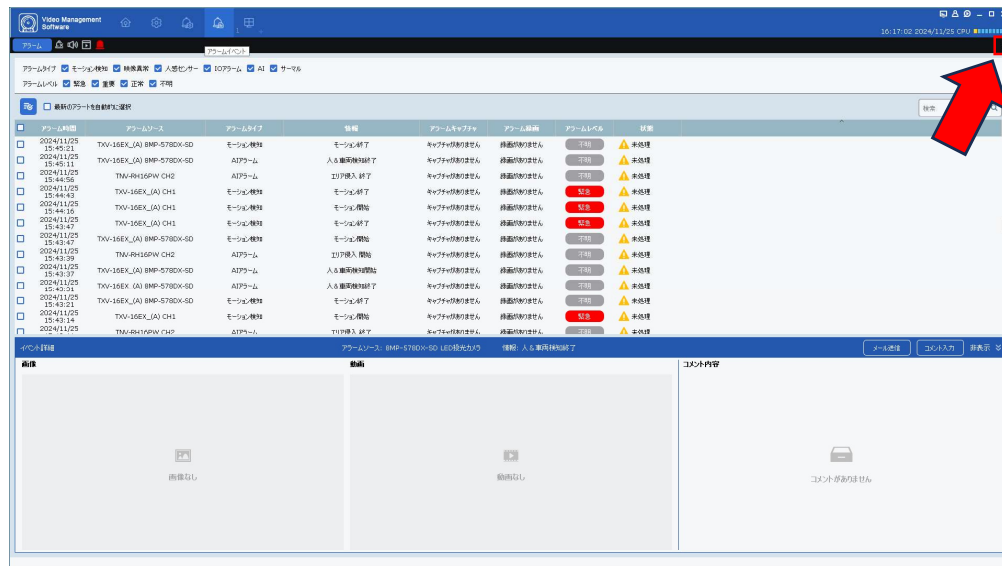 Video Management
Software
16:17:02 2024/11/25 CPU
アラーム
アラームイベント
アラームタイプ モーション検知 映像異常 人感センサー IOアラーム AI サーマル
アラームレベル 緊急 重要 正常 不明
最新のアラートを自動的に選択
検索
アラーム時間 アラームソース アラームタイプ 情報 アラームキャプチャ アラーム録画 アラームレベル 状態
2024/11/25 15:45:21 TXV-16EX_(A) 8MP-578DX-SD モーション検知 モーション終了 キャプチャがありません 録画がありません 不明 未処理
2024/11/25 15:45:11 TXV-16EX_(A) 8MP-578DX-SD AIアラーム 人&車両検知終了 キャプチャがありません 録画がありません 不明 未処理
2024/11/25 15:44:56 TNV-RH16PW CH2 AIアラーム エリア侵入 終了 キャプチャがありません 録画がありません 不明 未処理
2024/11/25 15:44:43 TXV-16EX_(A) CH1 モーション検知 モーション終了 キャプチャがありません 録画がありません 緊急 未処理
2024/11/25 15:44:16 TXV-16EX_(A) CH1 モーション検知 モーション開始 キャプチャがありません 録画がありません 緊急 未処理
2024/11/25 15:43:47 TXV-16EX_(A) CH1 モーション検知 モーション終了 キャプチャがありません 録画がありません 緊急 未処理
2024/11/25 15:43:47 TXV-16EX_(A) 8MP-578DX-SD モーション検知 モーション開始 キャプチャがありません 録画がありません 不明 未処理
2024/11/25 15:43:39 TNV-RH16PW CH2 AIアラーム エリア侵入 開始 キャプチャがありません 録画がありません 不明 未処理
2024/11/25 15:43:37 TXV-16EX_(A) 8MP-578DX-SD AIアラーム 人&車両検知開始 キャプチャがありません 録画がありません 不明 未処理
2024/11/25 15:43:31 TXV-16EX_(A) 8MP-578DX-SD AIアラーム 人&車両検知終了 キャプチャがありません 録画がありません 不明 未処理
2024/11/25 15:43:21 TXV-16EX_(A) 8MP-578DX-SD モーション検知 モーション終了 キャプチャがありません 録画がありません 不明 未処理
2024/11/25 15:43:14 TXV-16EX_(A) CH1 モーション検知 モーション開始 キャプチャがありません 録画がありません 緊急 未処理
2024/11/25 TNV-RH16PW CH2 AIアラーム エリア侵入 終了 キャプチャがありません 録画がありません 不明 未処理
イベント詳細 アラームソース: 8MP-578DX-SD LED投光カメラ 情報: 人&車両検知終了 メール送信 コメント入力 非表示
画像 動画 コメント内容
画像なし 動画なし コメントがありません